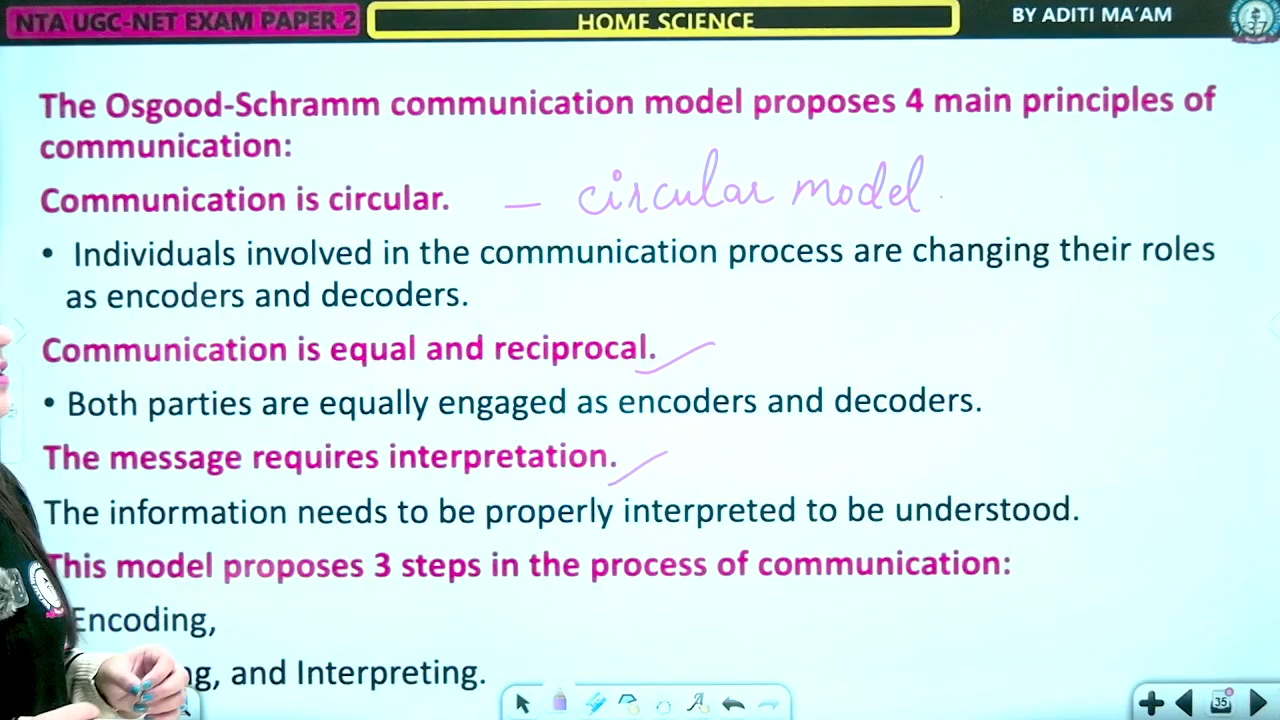 NTA UGC-NET EXAM PAPER 2
HOME SCIENCE
BY ADITI MA'AM
The Osgood-Schramm communication model proposes 4 main principles of
communication:
Communication is circular. – circular model
• Individuals involved in the communication process are changing their roles
as encoders and decoders.
Communication is equal and reciprocal.
• Both parties are equally engaged as encoders and decoders.
The message requires interpretation.
The information needs to be properly interpreted to be understood.
This model proposes 3 steps in the process of communication:
Encoding,
and Interpreting.
35